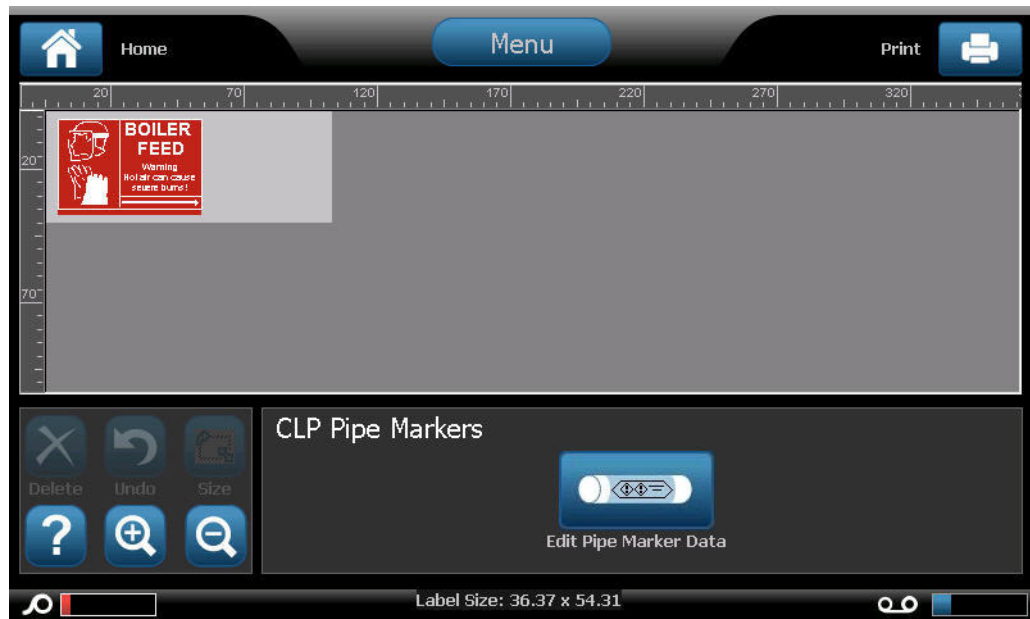 Home
Menu
Print
20 70 120 170 220 270 320
20
70
BOILER
FEED
Warning
Hot air can cause
severe burns!
CLP Pipe Markers
Delete Undo Size
?
Edit Pipe Marker Data
Label Size: 36.37 x 54.31